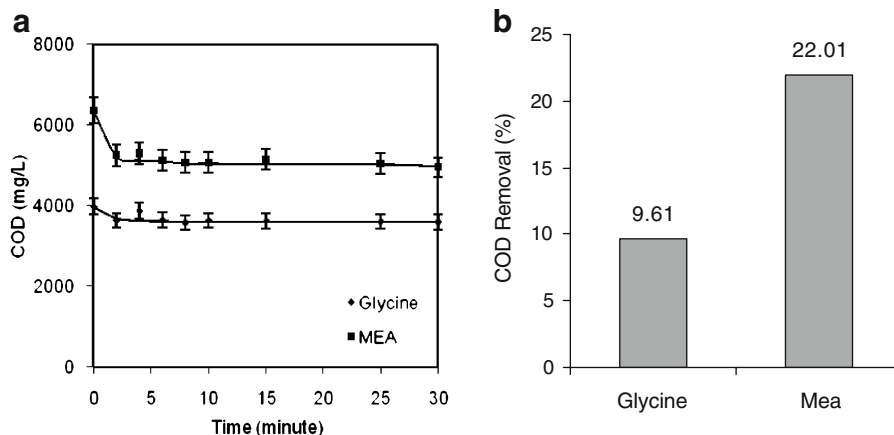 a
8000
6000
4000
2000
0
COD (mg/L)
Glycine
MEA
0 5 10 15 20 25 30
Time (minute)
b
25
20
15
10
5
0
COD Removal (%)
9.61
22.01
Glycine Mea